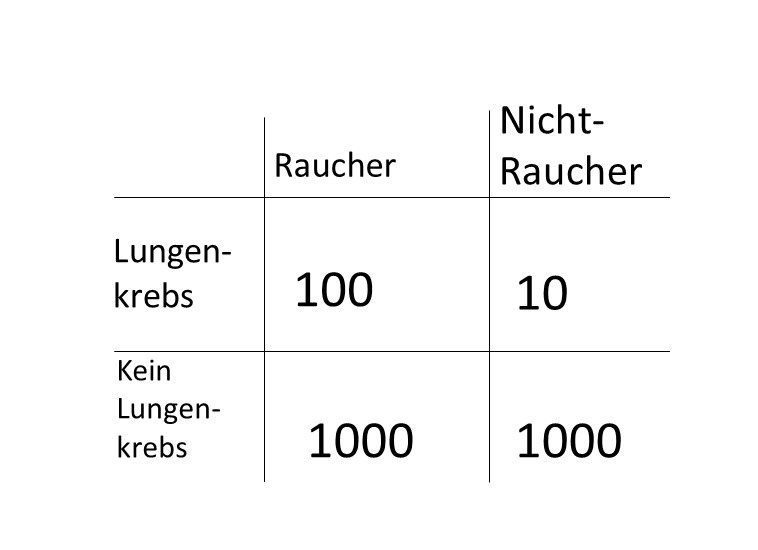 Nicht-
Raucher
Raucher
Lungen-
krebs
100
10
Kein
Lungen-
krebs
1000
1000